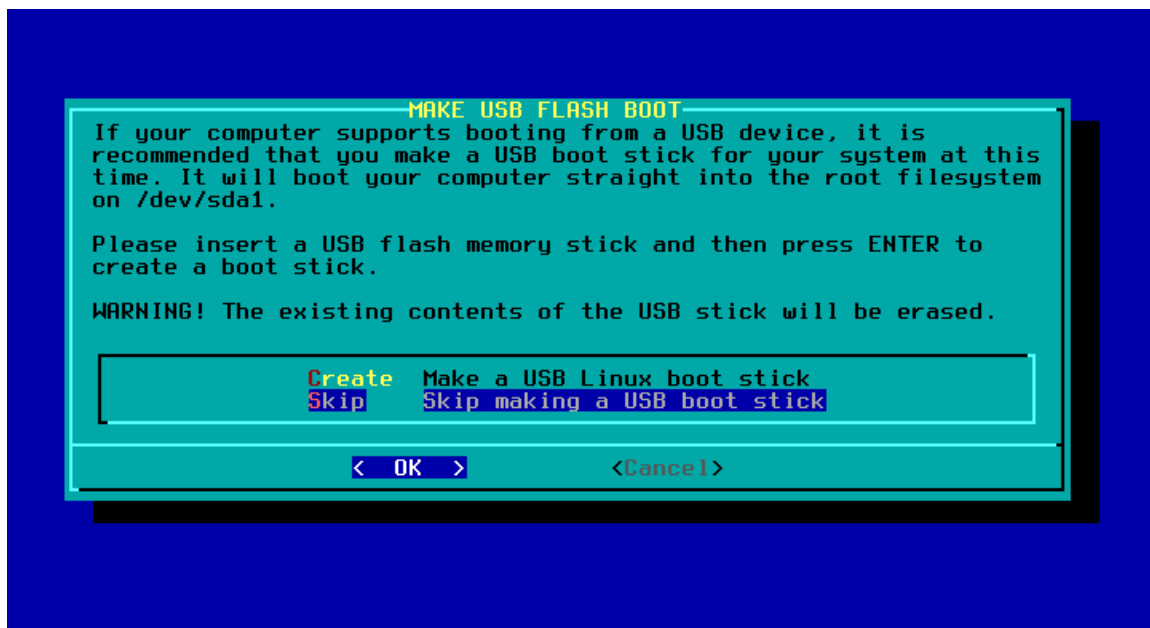 MAKE USB FLASH BOOT
If your computer supports booting from a USB device, it is
recommended that you make a USB boot stick for your system at this
time. It will boot your computer straight into the root filesystem
on /dev/sda1.
Please insert a USB flash memory stick and then press ENTER to
create a boot stick.
WARNING! The existing contents of the USB stick will be erased.
Create Make a USB Linux boot stick
Skip Skip making a USB boot stick
< OK > <Cancel>